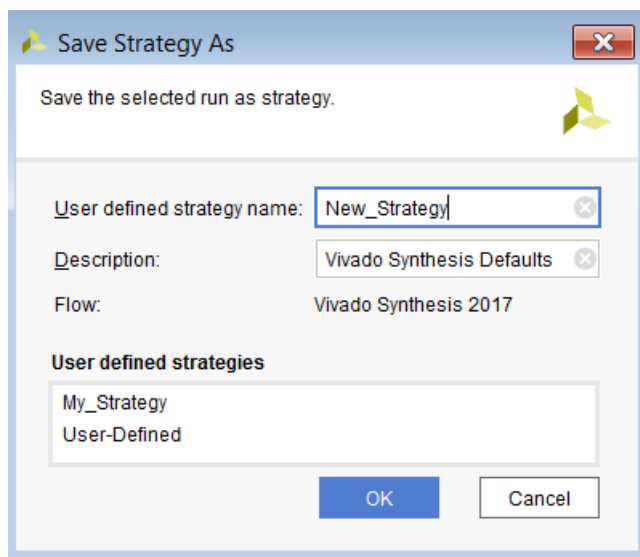 Save Strategy As
Save the selected run as strategy.
User defined strategy name: New_Strategy
Description: Vivado Synthesis Defaults
Flow: Vivado Synthesis 2017
User defined strategies
My_Strategy
User-Defined
OK Cancel